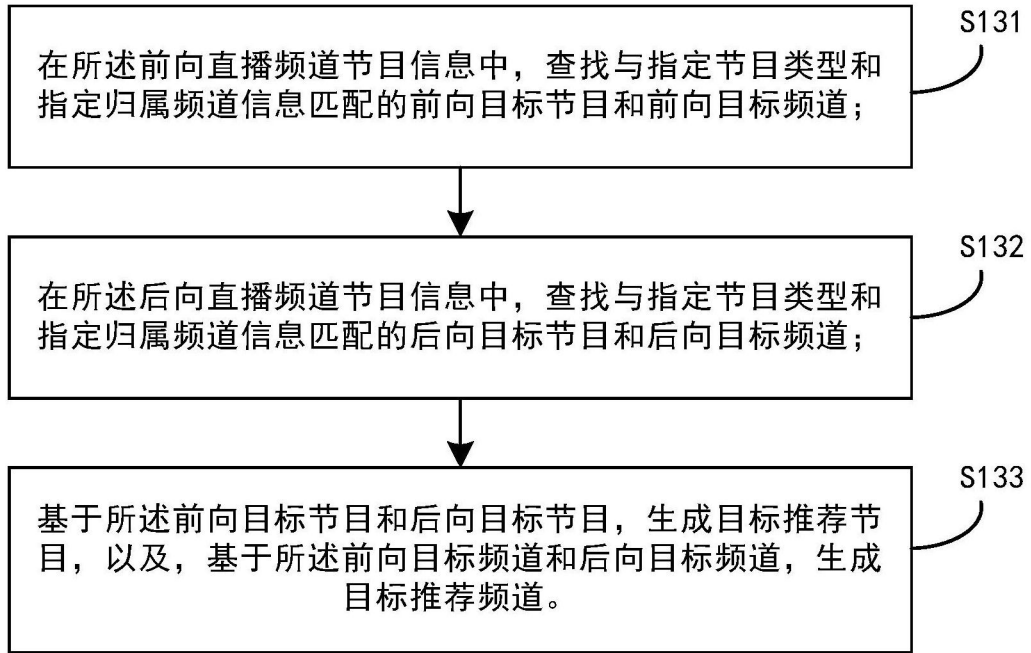 S131
在所述前向直播频道节目信息中，查找与指定节目类型和
指定归属频道信息匹配的前向目标节目和前向目标频道；
S132
在所述后向直播频道节目信息中，查找与指定节目类型和
指定归属频道信息匹配的后向目标节目和后向目标频道；
S133
基于所述前向目标节目和后向目标节目，生成目标推荐节
目，以及，基于所述前向目标频道和后向目标频道，生成
目标推荐频道。